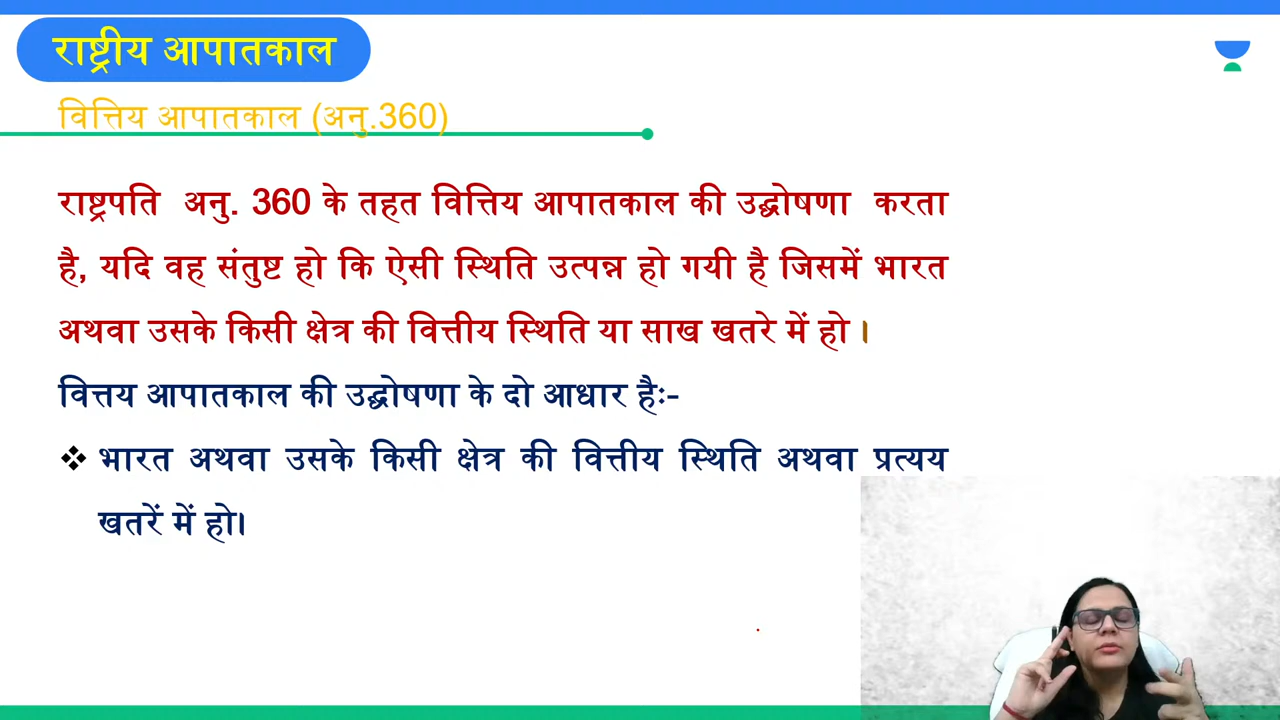 राष्ट्रीय आपातकाल
वित्तिय आपातकाल (अनु.360)
राष्ट्रपति अनु. 360 के तहत वित्तिय आपातकाल की उद्घोषणा करता
है, यदि वह संतुष्ट हो कि ऐसी स्थिति उत्पन्न हो गयी है जिसमें भारत
अथवा उसके किसी क्षेत्र की वित्तीय स्थिति या साख खतरे में हो ।
वित्तय आपातकाल की उद्घोषणा के दो आधार हैः-
❖ भारत अथवा उसके किसी क्षेत्र की वित्तीय स्थिति अथवा प्रत्यय
खतरें में हो।